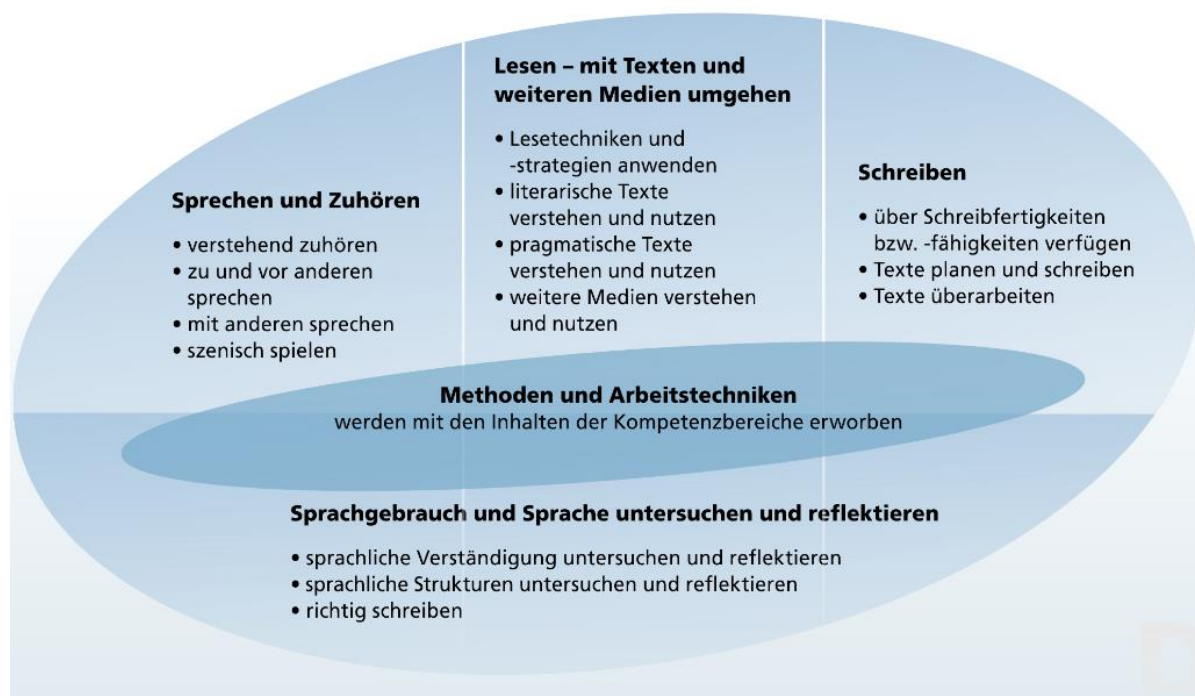 Sprechen und Zuhören
• verstehend zuhören
• zu und vor anderen
sprechen
• mit anderen sprechen
• szenisch spielen
Lesen – mit Texten und
weiteren Medien umgehen
• Lesetechniken und
-strategien anwenden
• literarische Texte
verstehen und nutzen
• pragmatische Texte
verstehen und nutzen
• weitere Medien verstehen
und nutzen
Schreiben
• über Schreibfertigkeiten
bzw. -fähigkeiten verfügen
• Texte planen und schreiben
• Texte überarbeiten
Methoden und Arbeitstechniken
werden mit den Inhalten der Kompetenzbereiche erworben
Sprachgebrauch und Sprache untersuchen und reflektieren
• sprachliche Verständigung untersuchen und reflektieren
• sprachliche Strukturen untersuchen und reflektieren
• richtig schreiben